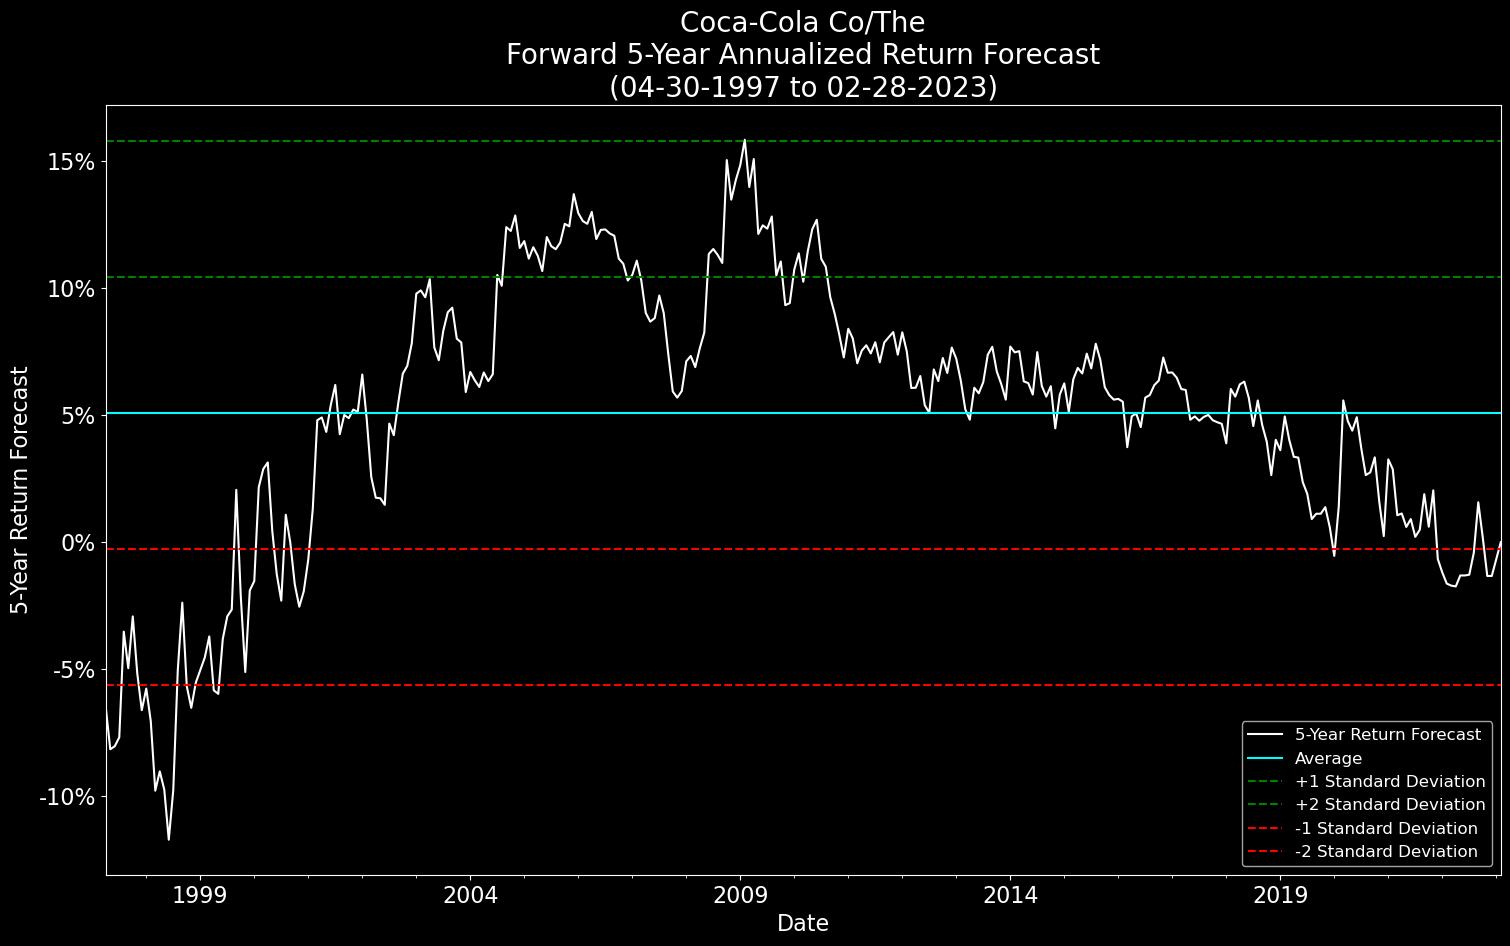 Coca-Cola Co/The
Forward 5-Year Annualized Return Forecast
(04-30-1997 to 02-28-2023)
5-Year Return Forecast
15%
10%
5%
0%
-5%
-10%
5-Year Return Forecast
Average
+1 Standard Deviation
+2 Standard Deviation
-1 Standard Deviation
-2 Standard Deviation
1999 2004 2009 2014 2019
Date